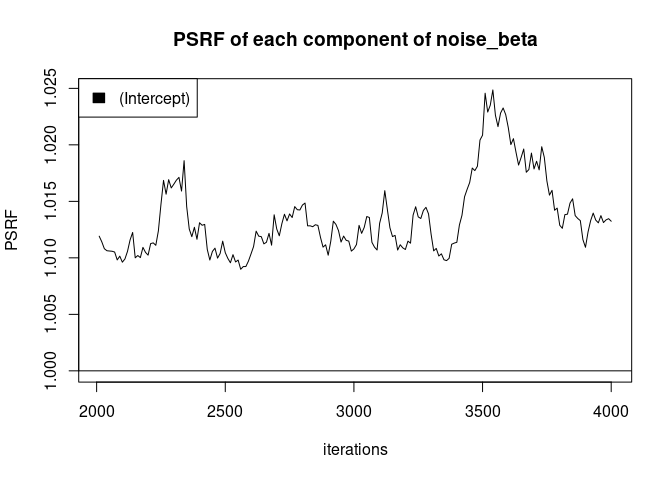 PSRF of each component of noise_beta
(Intercept)
PSRF
1.025
1.020
1.015
1.010
1.005
1.000
2000 2500 3000 3500 4000
iterations